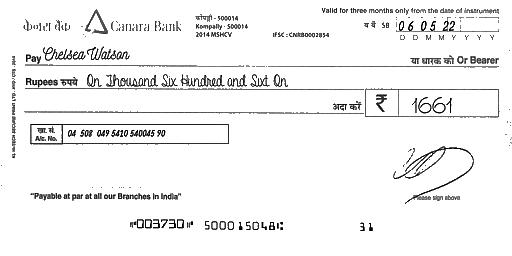 Valid for three months only from the date of instrument
केनरा बैंक Canara Bank
कोंपल्ली - 500014
Kompally - 500014
2014 MSHCV
IFSC : CNRB0002854
SB 06 05 22
D D M M Y Y Y Y
Pay Chelsea Watson या धारक को Or Bearer
Rupees रुपये On Thousand Six Hundred and Sixt On
अदा करें ₹ 1661
खा. सं.
A/c. No. 04 508 049 5410 540045 90
Please sign above
"Payable at par at all our Branches in India"
⑈003730⑈ 500015048⑆ 31